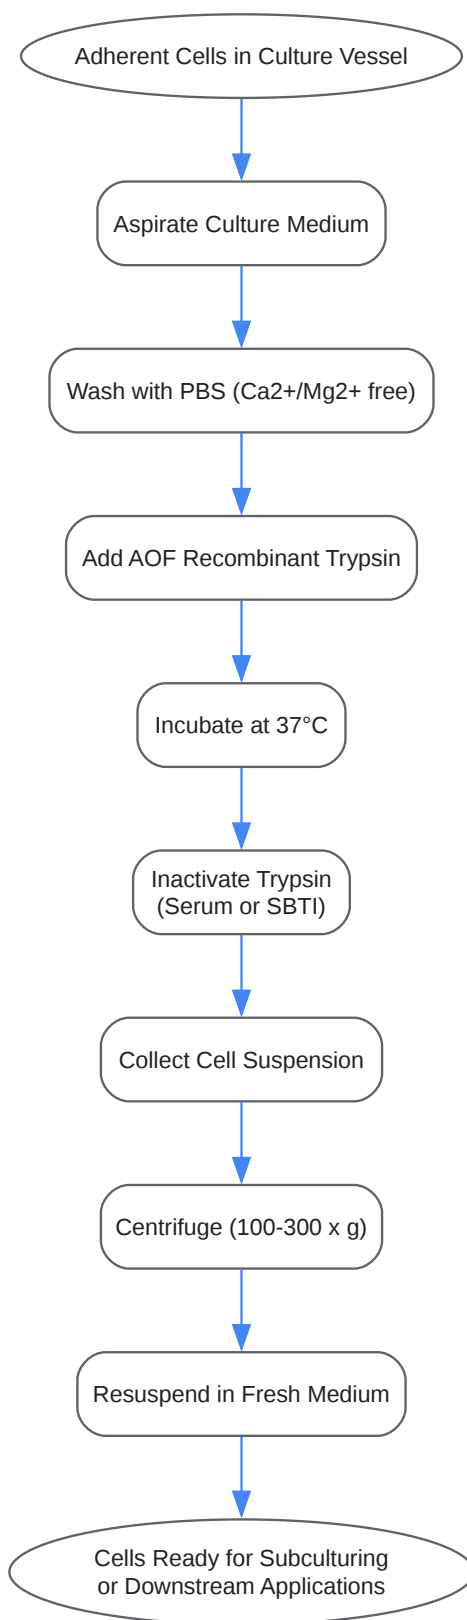 Adherent Cells in Culture Vessel
Aspirate Culture Medium
Wash with PBS (Ca2+/Mg2+ free)
Add AOF Recombinant Trypsin
Incubate at 37°C
Inactivate Trypsin
(Serum or SBTI)
Collect Cell Suspension
Centrifuge (100-300 x g)
Resuspend in Fresh Medium
Cells Ready for Subculturing
or Downstream Applications